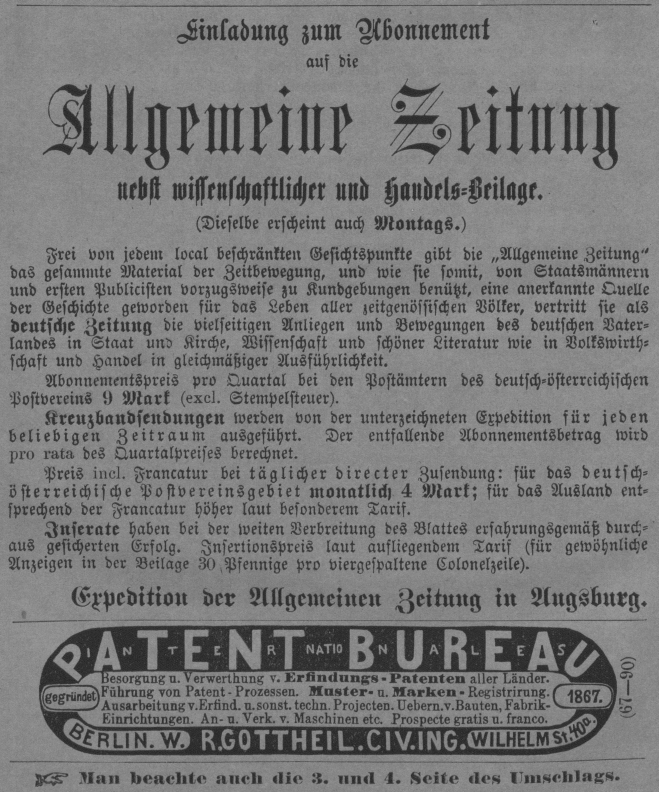 Einladung zum Abonnement
auf die
Allgemeine Zeitung
nebst wissenschaftlicher und Handels-Beilage.
(Dieselbe erscheint auch Montags.)
Frei von jedem local beschränkten Gesichtspunkte gibt die „Allgemeine Zeitung“
das gesammte Material der Zeitbewegung, und wie sie somit, von Staatsmännern
und ersten Publicisten vorzugsweise zu Kundgebungen benützt, eine anerkannte Quelle
der Geschichte geworden für das Leben aller zeitgenössischen Völker, vertritt sie als
deutsche Zeitung die vielseitigen Anliegen und Bewegungen des deutschen Vater-
landes in Staat und Kirche, Wissenschaft und schöner Literatur wie in Volkswirth-
schaft und Handel in gleichmäßiger Ausführlichkeit.
Abonnementspreis pro Quartal bei den Postämtern des deutsch-österreichischen
Postvereins 9 Mark (excl. Stempelsteuer).
Kreuzbandsendungen werden von der unterzeichneten Expedition für jeden
beliebigen Zeitraum ausgeführt. Der entfallende Abonnementsbetrag wird
pro rata des Quartalpreises berechnet.
Preis incl. Francatur bei täglicher directer Zusendung: für das deutsch-
österreichische Postvereinsgebiet monatlich 4 Mark; für das Ausland ent-
sprechend der Francatur höher laut besonderem Tarif.
Inserate haben bei der weiten Verbreitung des Blattes erfahrungsgemäß durch-
aus gesicherten Erfolg. Insertionspreis laut aufliegendem Tarif (für gewöhnliche
Anzeigen in der Beilage 30 Pfennige pro viergespaltene Colonelzeile).
Expedition der Allgemeinen Zeitung in Augsburg.
INTERNATIONALES
PATENT BUREAU
Besorgung u. Verwerthung v. Erfindungs-Patenten aller Länder.
gegründet Führung von Patent-Prozessen. Muster- u. Marken-Registrirung. 1867.
Ausarbeitung v. Erfind. u. sonst. techn. Projecten. Uebern. v. Bauten, Fabrik-
Einrichtungen. An- u. Verk. v. Maschinen etc. Prospecte gratis u. franco.
BERLIN. W. R. GOTTHEIL. CIV. ING. WILHELM St. 40a.
(67—90)
Man beachte auch die 3. und 4. Seite des Umschlags.